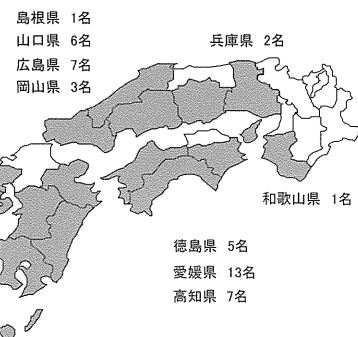 島根県 1名
山口県 6名
広島県 7名
岡山県 3名
兵庫県 2名
和歌山県 1名
徳島県 5名
愛媛県 13名
高知県 7名